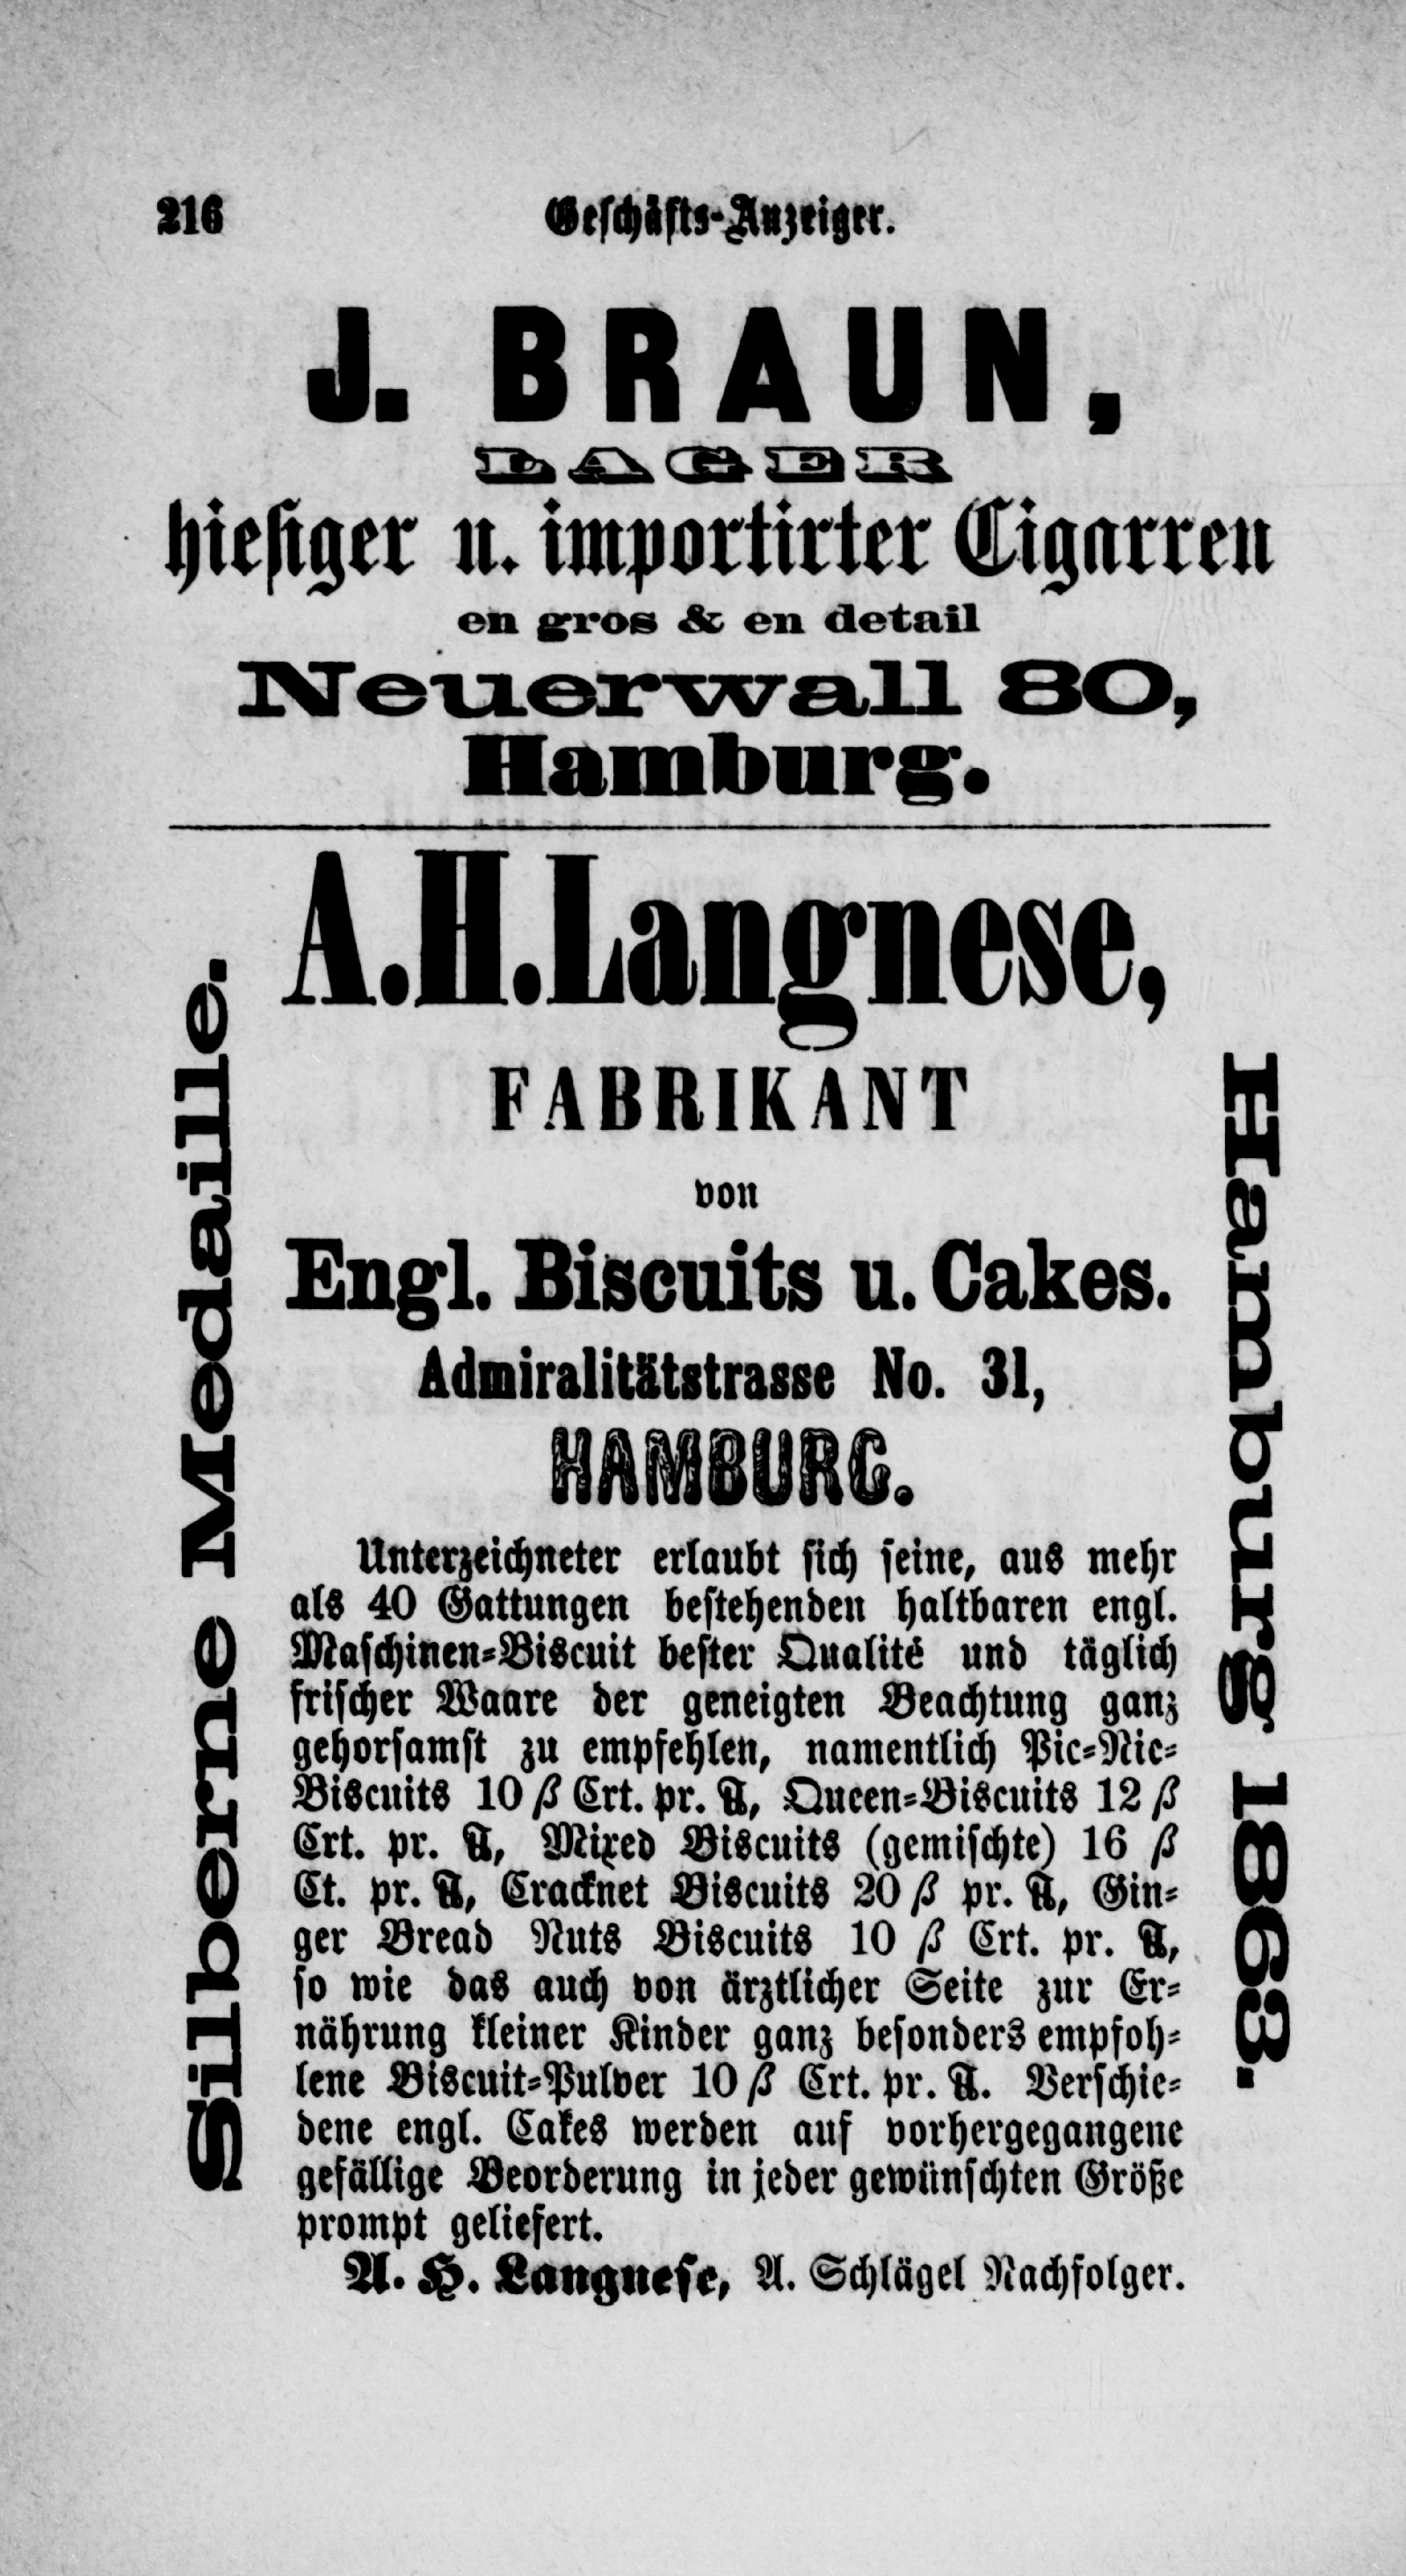 216
Geschäfts-Anzeiger.
J. BRAUN,
LAGER
hiesiger u. importirter Cigarren
en gros & en detail
Neuerwall 80,
Hamburg.
Silberne Medaille.
A. H. Langnese,
FABRIKANT
von
Engl. Biscuits u. Cakes.
Admiralitätstrasse No. 31,
HAMBURG.
Unterzeichneter erlaubt sich seine, aus mehr
als 40 Gattungen bestehenden haltbaren engl.
Maschinen-Biscuit bester Qualité und täglich
frischer Waare der geneigten Beachtung ganz
gehorsamst zu empfehlen, namentlich Pic-Nic-
Biscuits 10 ß Crt. pr. ℔, Queen-Biscuits 12 ß
Crt. pr. ℔, Mixed Biscuits (gemischte) 16 ß
Ct. pr. ℔, Cracknet Biscuits 20 ß pr. ℔, Gin-
ger Bread Nuts Biscuits 10 ß Crt. pr. ℔,
so wie das auch von ärztlicher Seite zur Er-
nährung kleiner Kinder ganz besonders empfoh-
lene Biscuit-Pulver 10 ß Crt. pr. ℔. Verschie-
dene engl. Cakes werden auf vorhergegangene
gefällige Beorderung in jeder gewünschten Größe
prompt geliefert.
A. H. Langnese, A. Schlägel Nachfolger.
Hamburg 1863.